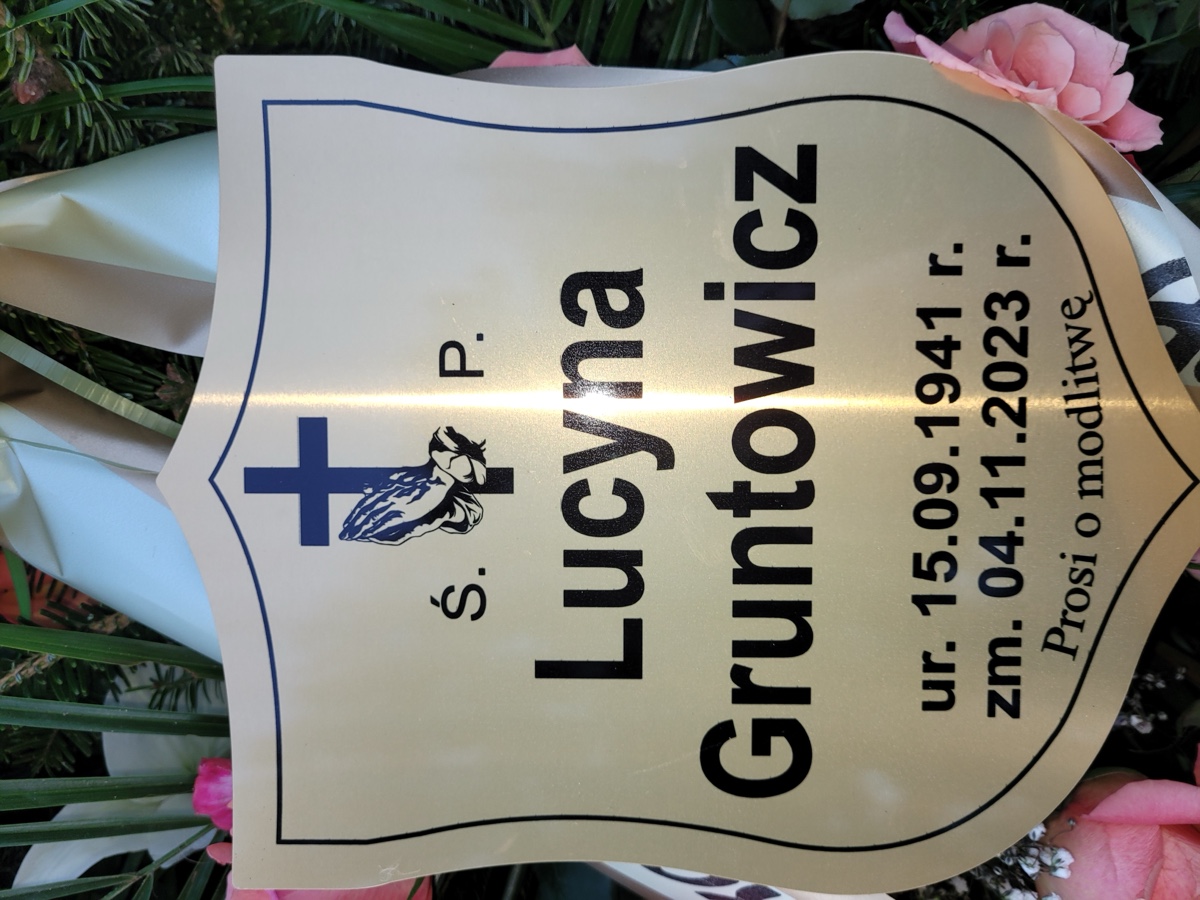 Ś. P.
Lucyna
Gruntowicz
ur. 15.09.1941 r.
zm. 04.11.2023 r.
Prosi o modlitwę